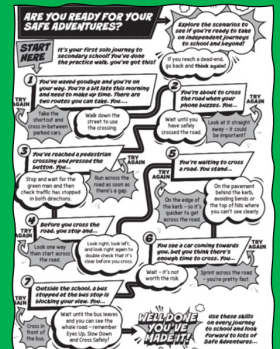 ARE YOU READY FOR YOUR
SAFE ADVENTURES?
Explore the scenarios to
see if you're ready to take
on independent journeys
to school and beyond!
START
HERE
It's your first solo journey to
secondary school! You've done
the practice walk, you've got this!
If you reached a dead-end,
go back and think again!
1
You've waved goodbye and you're on
your way. You're a bit late this morning
and need to make up time. There are
two routes you can take. You...
TRY
AGAIN
Take the
shortcut and
cross in-between
parked cars.
Walk down
the street
to use
the crossing.
2
You're about to cross
the road when your
phone buzzes. You...
Wait until you
have safely
crossed the
road.
Look at it straight
away - it could
be important!
TRY
AGAIN
3
You've reached a pedestrian
crossing and pressed the
button. You...
Stop and wait for the
green man and then
check traffic has stopped
in both directions.
Run across the
road as soon as
there's a gap.
TRY
AGAIN
5
You're waiting to cross
a road. You stand...
TRY
AGAIN
On the edge of
the kerb - so it's
quicker to get
across the road.
On the pavement
behind the kerb,
avoiding bends or
the top of hills where
you can't see clearly.
4
Before you cross the
road, you stop and...
TRY
AGAIN
Look one way
then start across
the road.
Look right, look left,
and look right again to
double check that it's
clear before you cross.
6
You see a car coming towards
you, but you think there's
enough time to cross. You...
Wait - it's not
worth the risk.
Sprint across the road
- you're pretty fast!
TRY
AGAIN
7
Outside the school, a bus
stopped at the bus stop is
blocking your view. You...
TRY
AGAIN
Cross in
front of
the bus.
Wait until the bus leaves
and you can see the
whole road - remember
to Rev Up, Slow Down
and Cross Safely!
WELL DONE
YOU'VE
MADE IT!
Use these skills
on every journey
to school and look
forward to lots of
Safe Adventures...